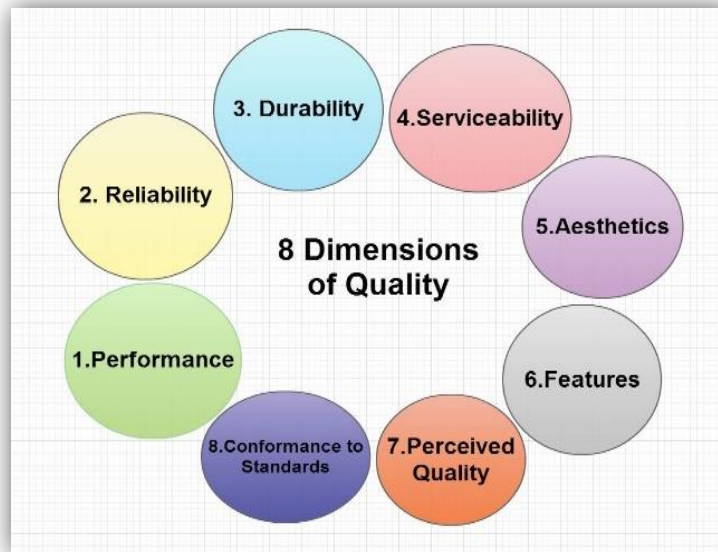 8 Dimensions
of Quality
1.Performance
2. Reliability
3. Durability
4.Serviceability
5.Aesthetics
6.Features
7.Perceived
Quality
8.Conformance to
Standards